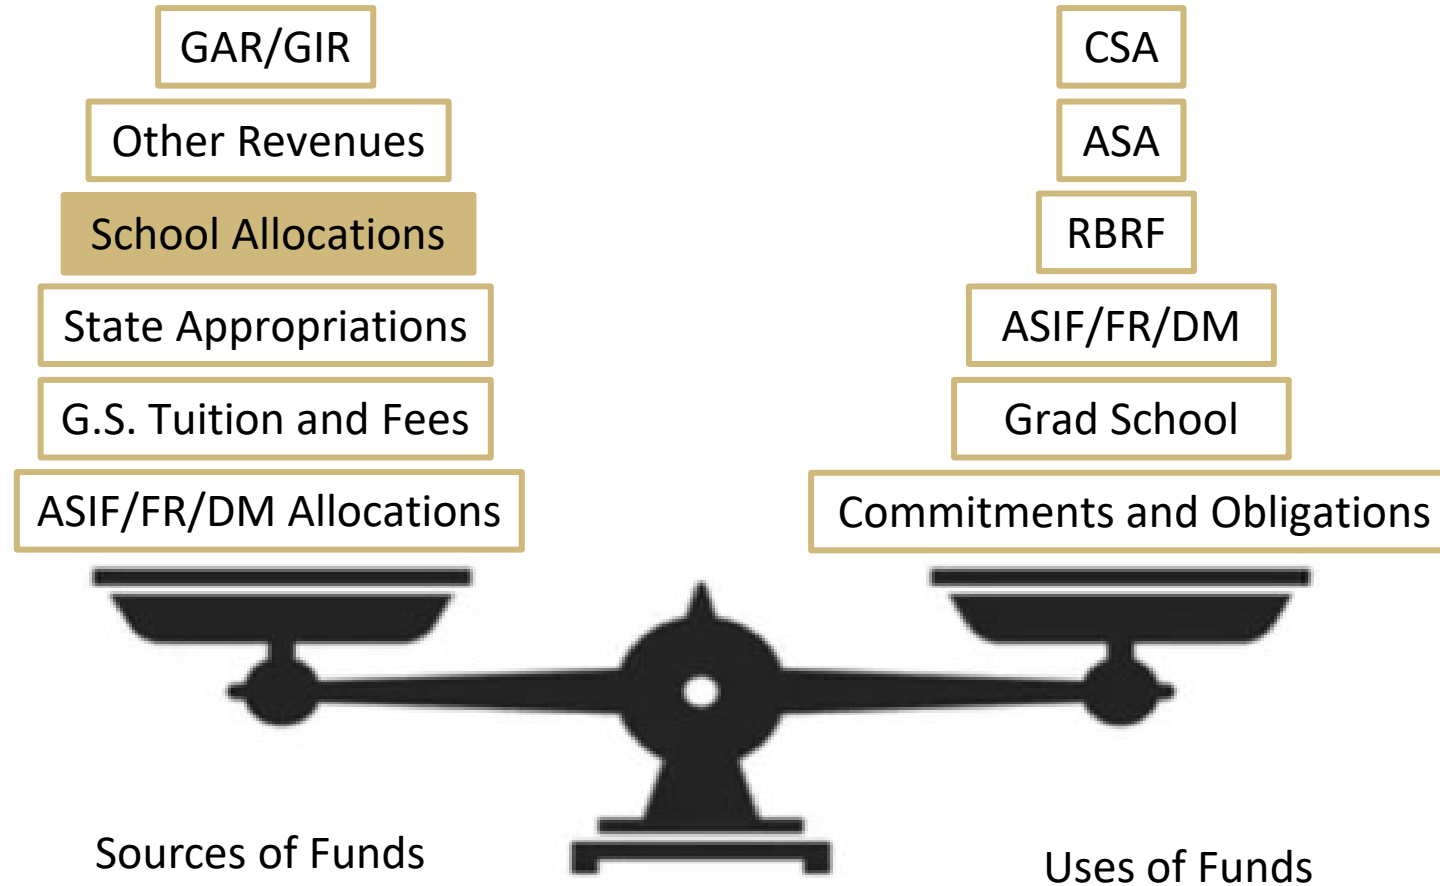 GAR/GIR
Other Revenues
School Allocations
State Appropriations
G.S. Tuition and Fees
ASIF/FR/DM Allocations
Sources of Funds
CSA
ASA
RBRF
ASIF/FR/DM
Grad School
Commitments and Obligations
Uses of Funds